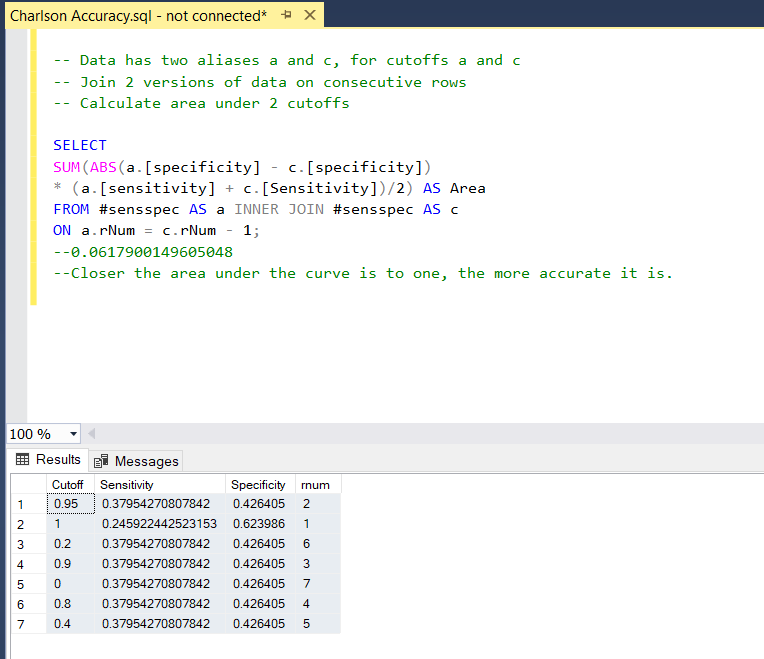 Charlson Accuracy.sql - not connected*
-- Data has two aliases a and c, for cutoffs a and c
-- Join 2 versions of data on consecutive rows
-- Calculate area under 2 cutoffs
SELECT
SUM(ABS(a.[specificity] - c.[specificity])
* (a.[sensitivity] + c.[Sensitivity])/2) AS Area
FROM #sensspec AS a INNER JOIN #sensspec AS c
ON a.rNum = c.rNum - 1;
--0.0617900149605048
--Closer the area under the curve is to one, the more accurate it is.
100 %
Results Messages
Cutoff Sensitivity Specificity rnum
1 0.95 0.37954270807842 0.426405 2
2 1 0.245922442523153 0.623986 1
3 0.2 0.37954270807842 0.426405 6
4 0.9 0.37954270807842 0.426405 3
5 0 0.37954270807842 0.426405 7
6 0.8 0.37954270807842 0.426405 4
7 0.4 0.37954270807842 0.426405 5